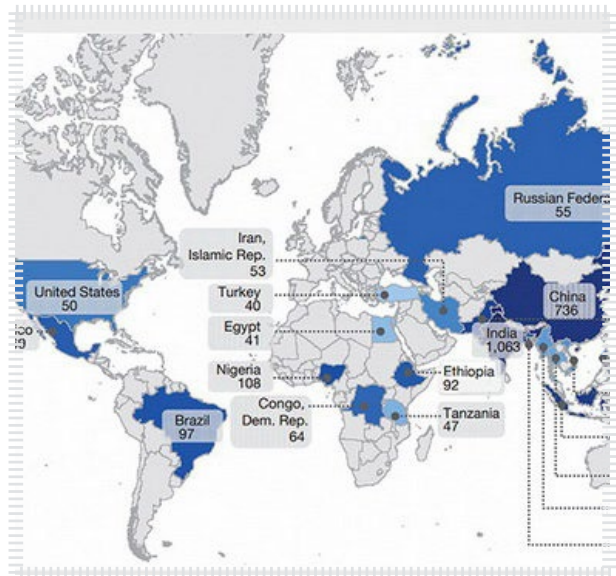 Russian Feder
55
Iran,
Islamic Rep.
53
United States
50
Turkey
40
China
736
Egypt
41
India
1,063
Nigeria
108
Ethiopia
92
Brazil
97
Congo,
Dem. Rep.
64
Tanzania
47